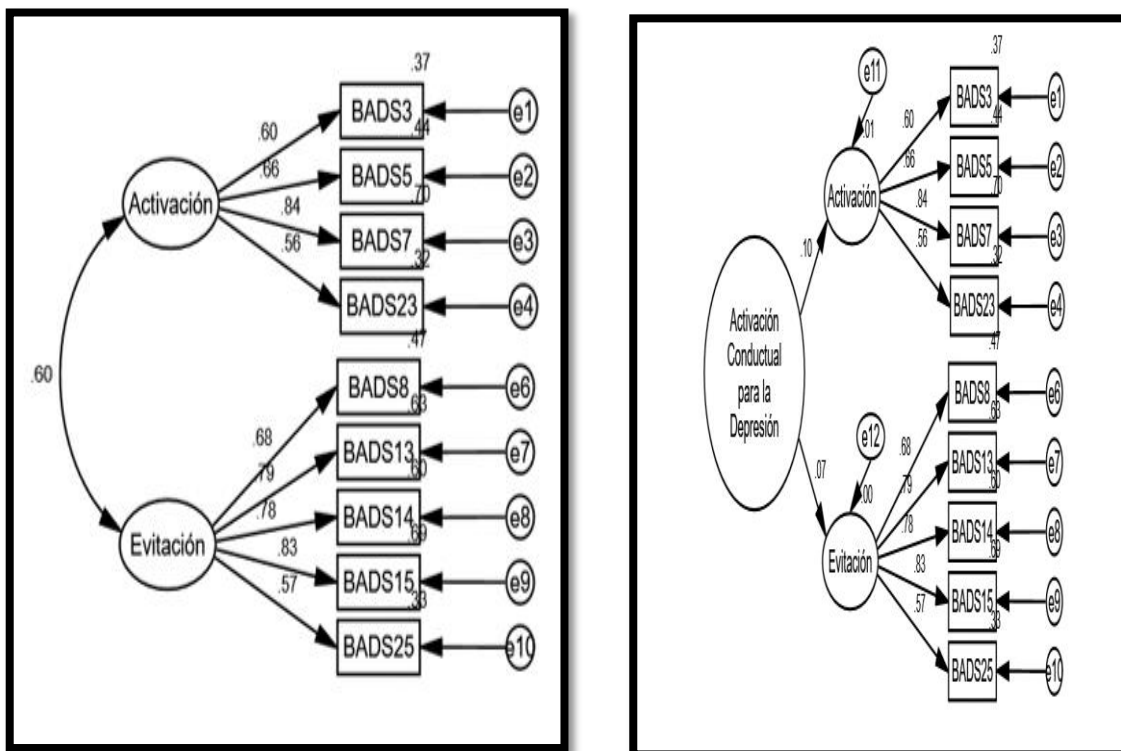 .37
BADS3
e1
.60
.44
.66
BADS5
e2
.70
Activación
.84
BADS7
e3
.56
.32
BADS23
e4
.47
.60
BADS8
e6
.63
.68
BADS13
e7
.79
.60
.78
BADS14
e8
.69
Evitación
.83
BADS15
e9
.57
.33
BADS25
e10
.37
e11
BADS3
e1
.01
.60
.44
.66
BADS5
e2
.70
Activación
.84
BADS7
e3
.56
.32
.10
BADS23
e4
Activación
Conductual
para la
Depresión
.47
BADS8
e6
.63
e12
.68
.07
BADS13
e7
.79
.60
.00
.78
BADS14
e8
.69
Evitación
.83
BADS15
e9
.57
.33
BADS25
e10